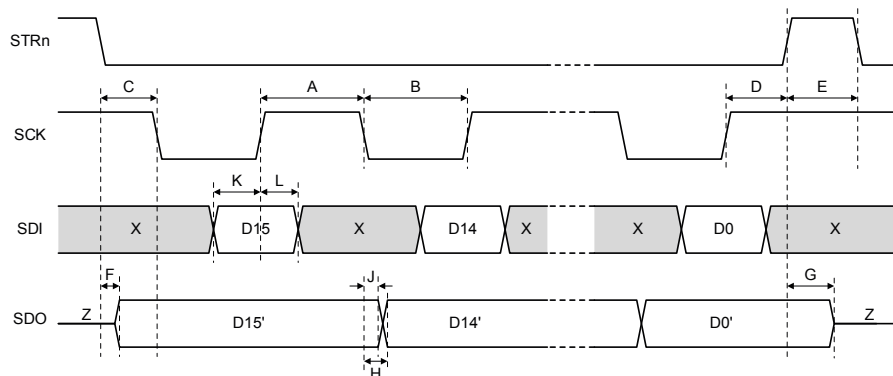 STRn
C A B D E
SCK
K L
SDI X D15 X D14 X X D0 X
F J G
SDO Z D15' D14' D0' Z
H